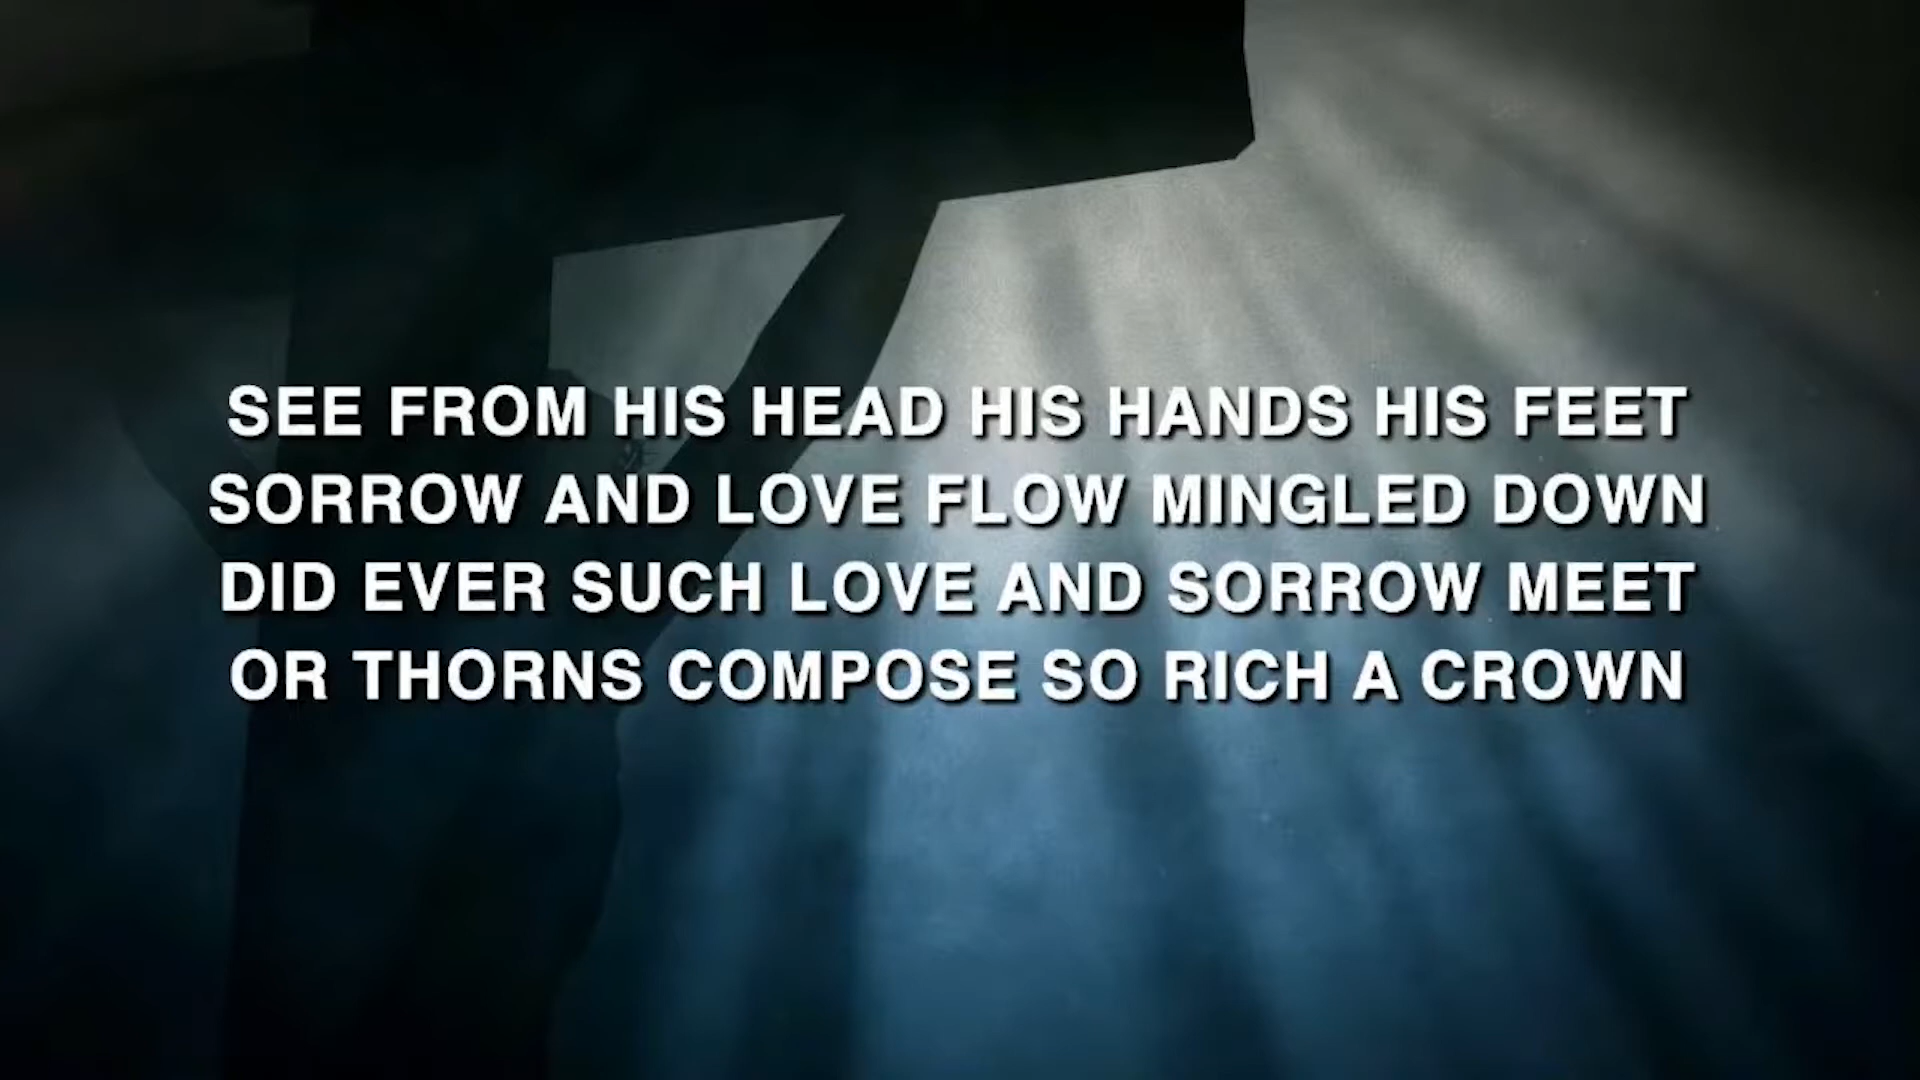 SEE FROM HIS HEAD HIS HANDS HIS FEET
SORROW AND LOVE FLOW MINGLED DOWN
DID EVER SUCH LOVE AND SORROW MEET
OR THORNS COMPOSE SO RICH A CROWN